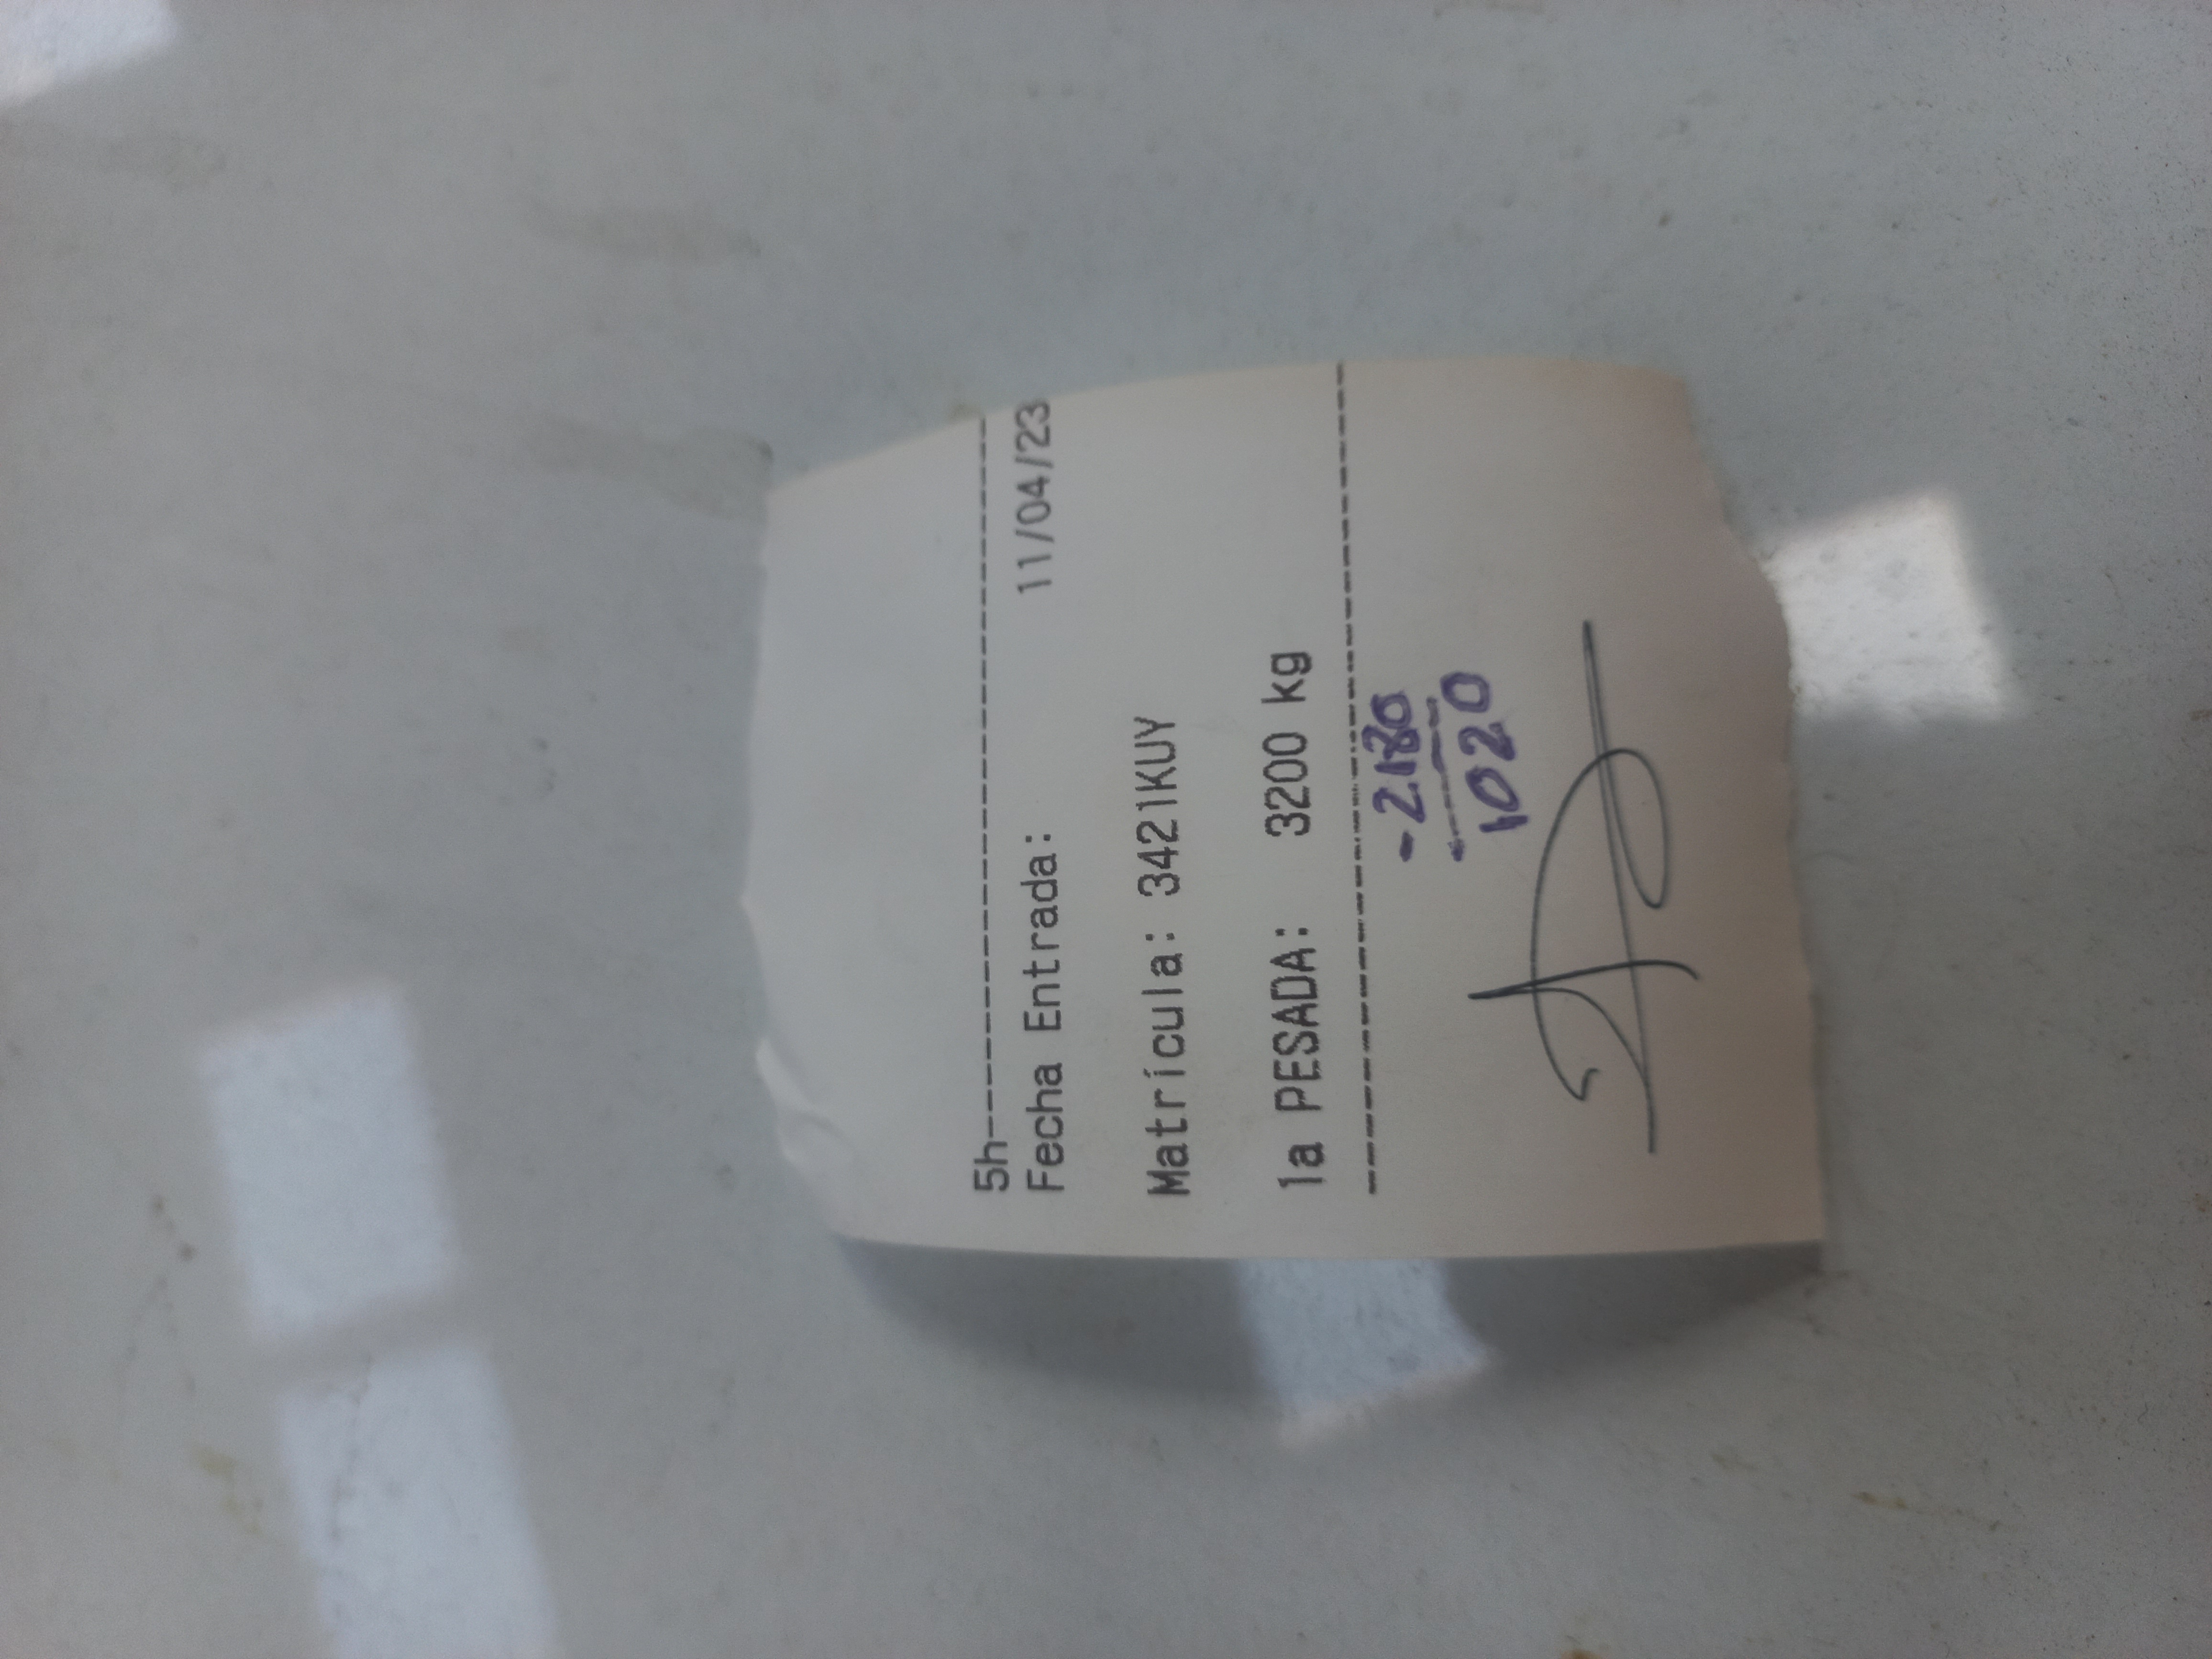 5h--------------------------------
Fecha Entrada: 11/04/23
Matrícula: 3421KUY
1a PESADA: 3200 kg
----------------------------------
-2180
------
1020